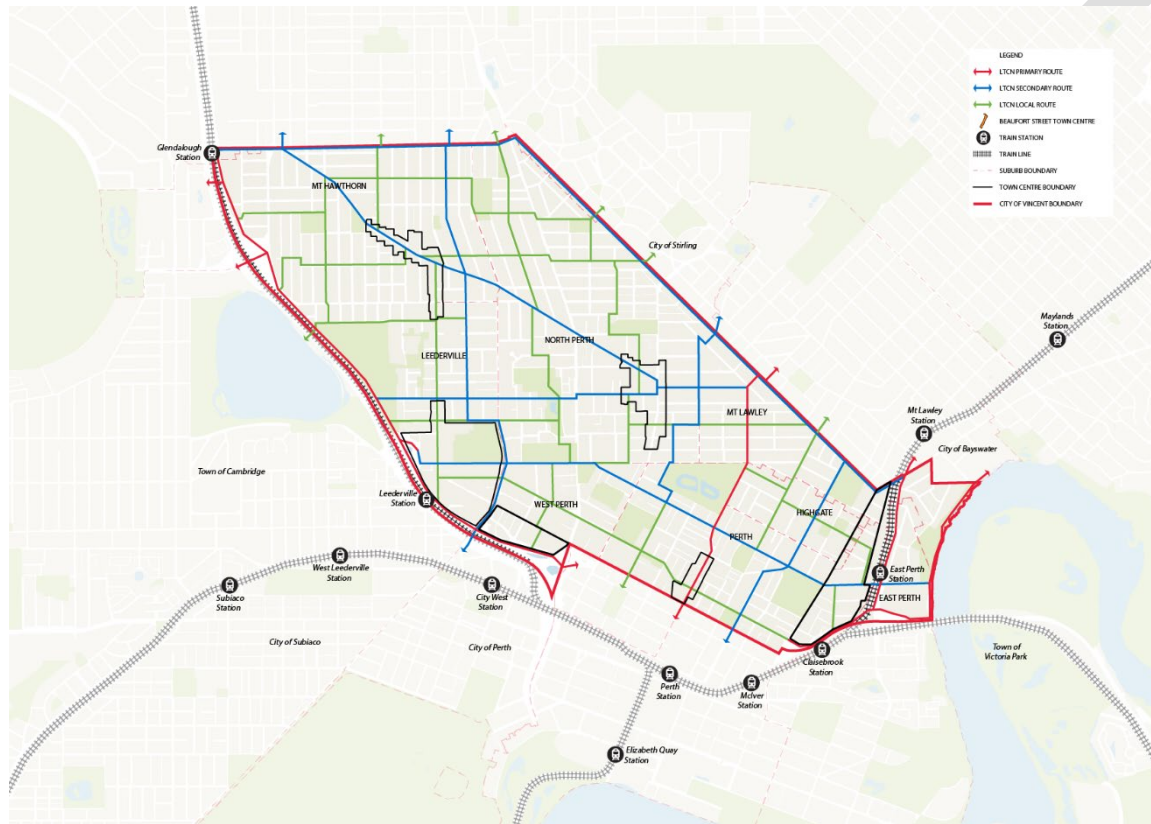 LEGEND
LTCN PRIMARY ROUTE
LTCN SECONDARY ROUTE
LTCN LOCAL ROUTE
BEAUFORT STREET TOWN CENTRE
TRAIN STATION
TRAIN LINE
SUBURB BOUNDARY
TOWN CENTRE BOUNDARY
CITY OF VINCENT BOUNDARY
Glendalough
Station
MT HAWTHORN
City of Stirling
Maylands
Station
NORTH PERTH
LEEDERVILLE
MT LAWLEY
Mt Lawley
Station
City of Bayswater
Town of Cambridge
Leederville
Station
WEST PERTH
HIGHGATE
PERTH
West Leederville
Station
East Perth
Station
Subiaco
Station
City West
Station
EAST PERTH
City of Subiaco
City of Perth
Claisebrook
Station
Town of
Victoria Park
Perth
Station
McIver
Station
Elizabeth Quay
Station